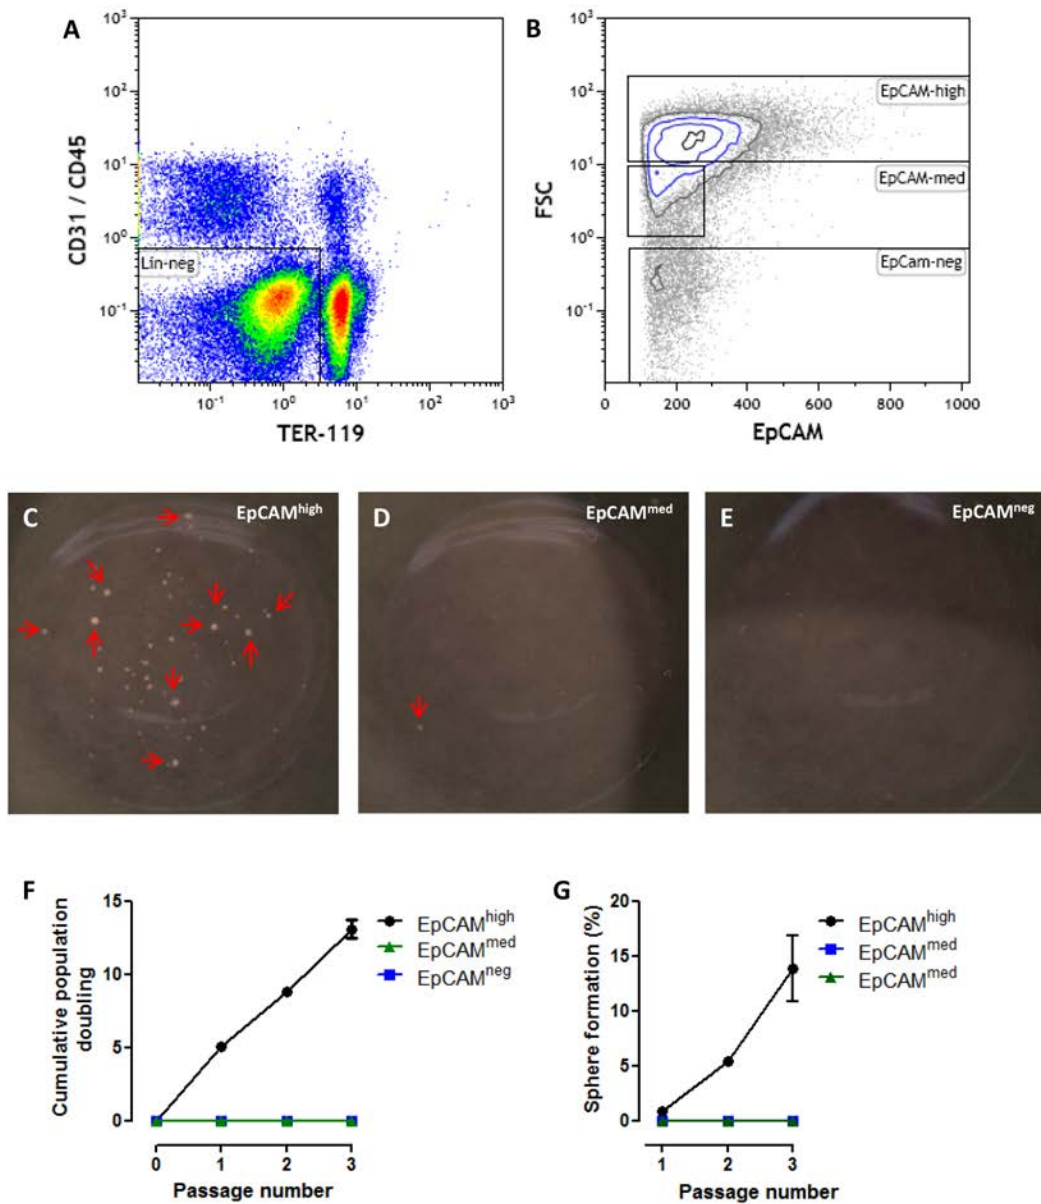 A
10³
10²
10¹
10⁰
10⁻¹
CD31 / CD45
Lin-neg
10⁻¹ 10⁰ 10¹ 10² 10³
TER-119
B
10³
10²
10¹
10⁰
10⁻¹
FSC
EpCAM-high
EpCAM-med
EpCam-neg
0 200 400 600 800 1000
EpCAM
C EpCAMhigh
D EpCAMmed
E EpCAMneg
F
Cumulative population
doubling
15
10
5
0
0 1 2 3
Passage number
EpCAMhigh
EpCAMmed
EpCAMneg
G
Sphere formation (%)
20
15
10
5
0
1 2 3
Passage number
EpCAMhigh
EpCAMmed
EpCAMmed